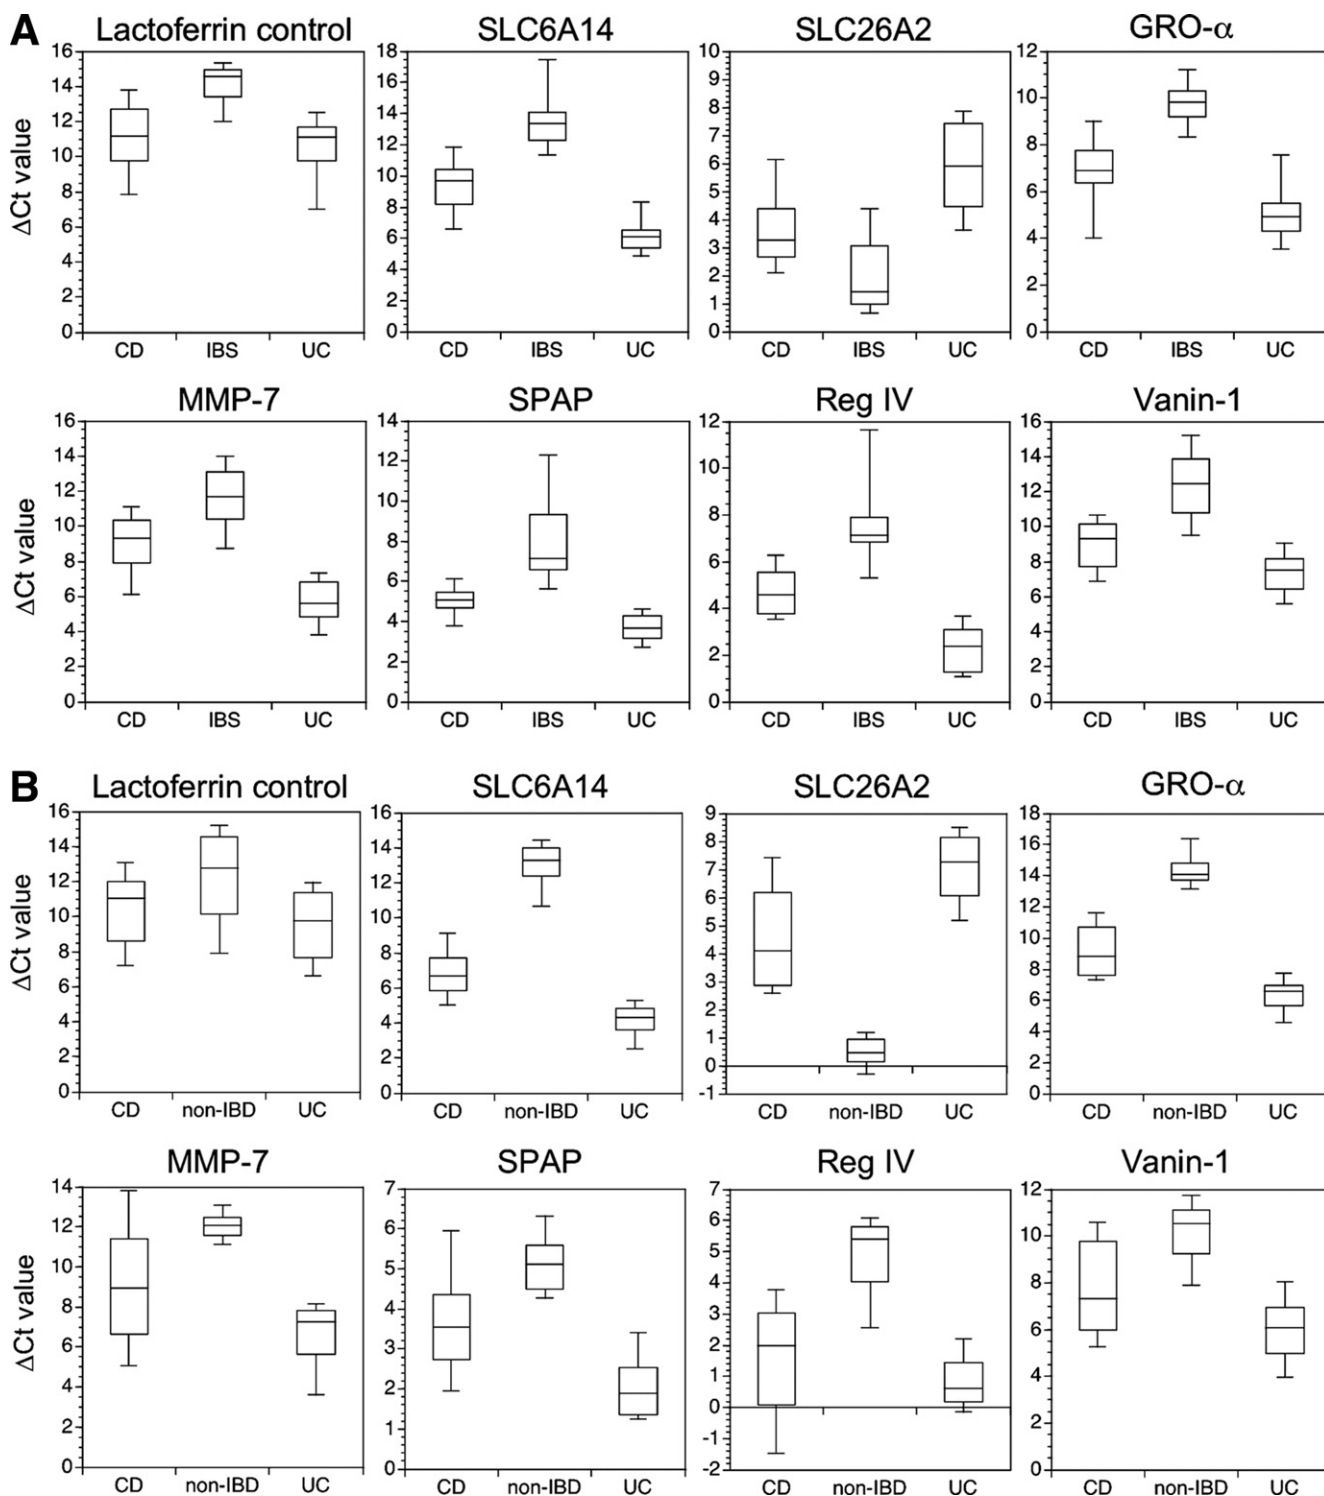 A
Lactoferrin control SLC6A14 SLC26A2 GRO-α
ΔCt value
16 14 12 10 8 6 4 2 0
CD IBS UC
18 16 14 12 10 8 6 4 2 0
CD IBS UC
10 9 8 7 6 5 4 3 2 1 0
CD IBS UC
12 10 8 6 4 2 0
CD IBS UC
MMP-7 SPAP Reg IV Vanin-1
ΔCt value
16 14 12 10 8 6 4 2 0
CD IBS UC
14 12 10 8 6 4 2 0
CD IBS UC
12 10 8 6 4 2 0
CD IBS UC
16 14 12 10 8 6 4 2 0
CD IBS UC
B
Lactoferrin control SLC6A14 SLC26A2 GRO-α
ΔCt value
16 14 12 10 8 6 4 2 0
CD non-IBD UC
16 14 12 10 8 6 4 2 0
CD non-IBD UC
9 8 7 6 5 4 3 2 1 0 -1
CD non-IBD UC
18 16 14 12 10 8 6 4 2 0
CD non-IBD UC
MMP-7 SPAP Reg IV Vanin-1
ΔCt value
14 12 10 8 6 4 2 0
CD non-IBD UC
7 6 5 4 3 2 1 0
CD non-IBD UC
7 6 5 4 3 2 1 0 -1 -2
CD non-IBD UC
12 10 8 6 4 2 0
CD non-IBD UC